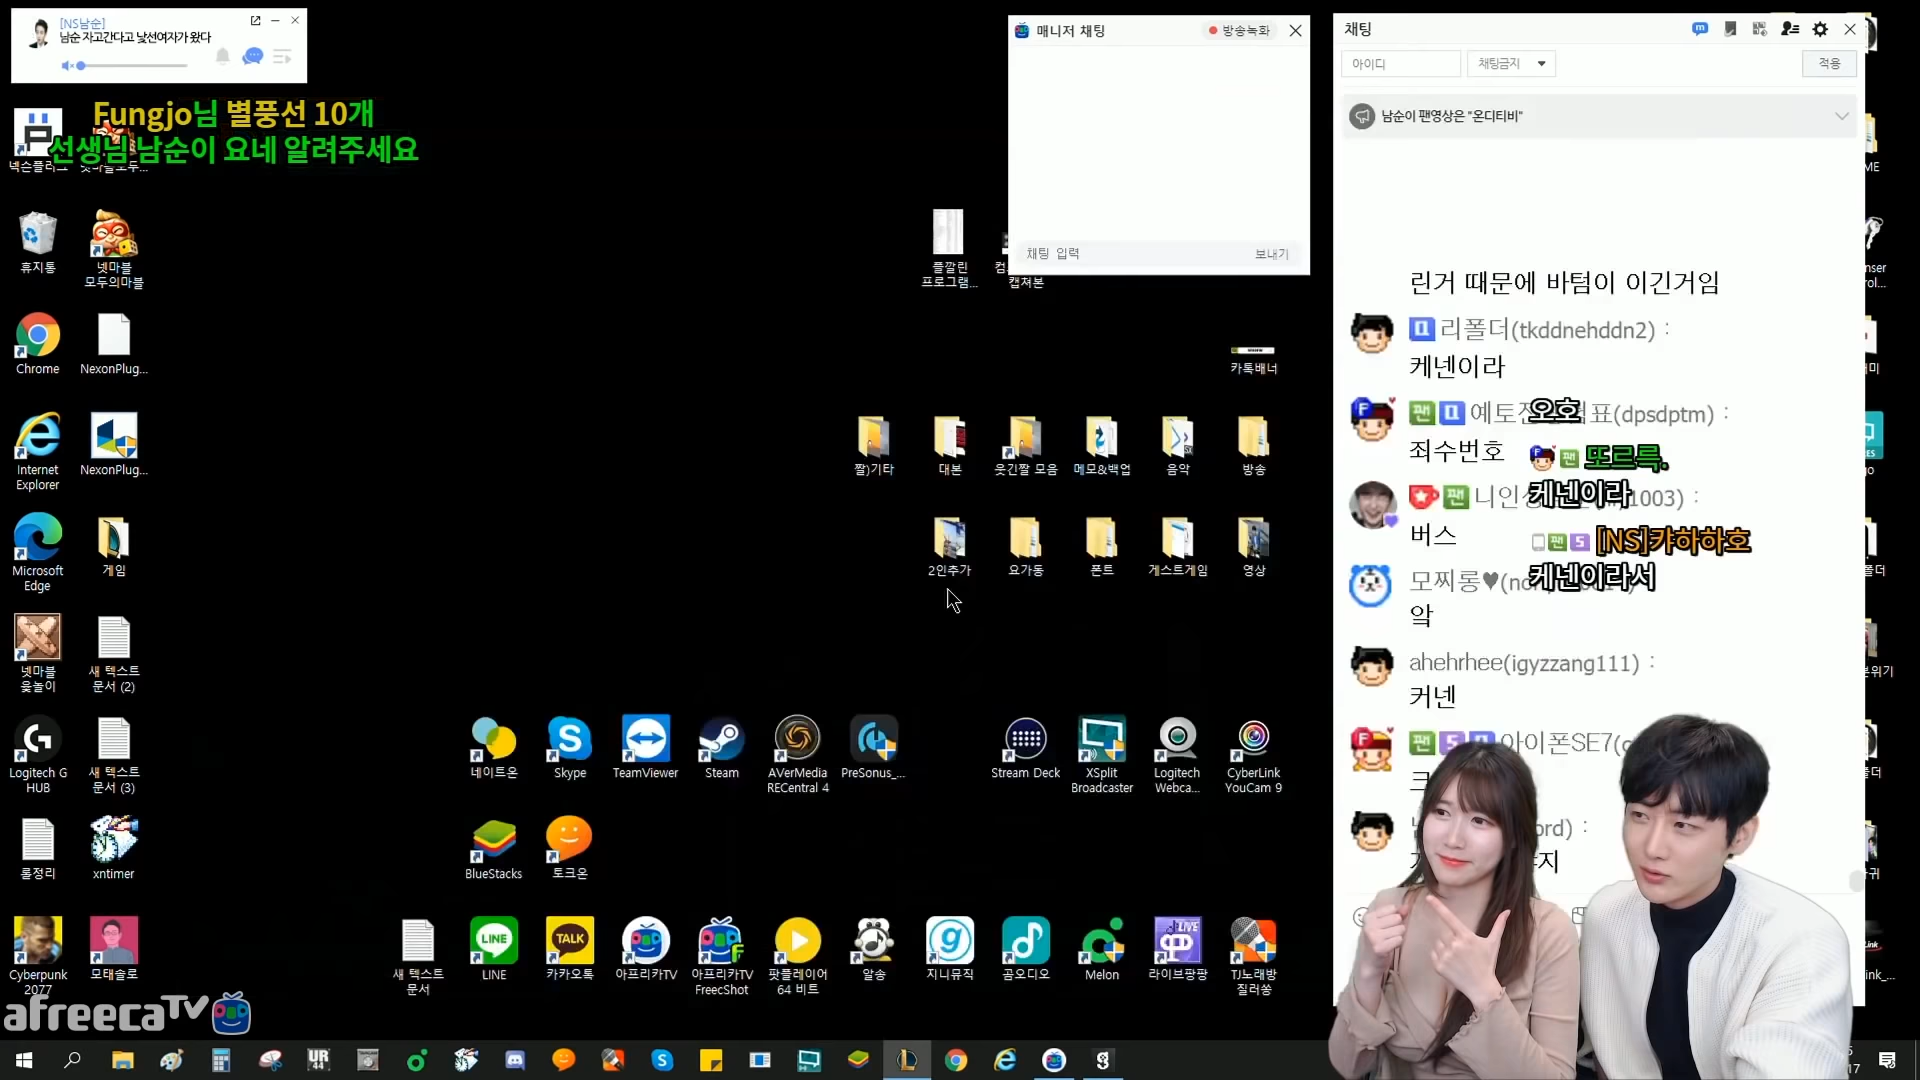 [NS남순]
남순 자고간다고 낯선여자가 왔다
Fungjo님 별풍선 10개
선생님 남순이 요네 알려주세요
매니저 채팅
방송녹화
채팅 입력
보내기
채팅
아이디
채팅금지
적용
남순이 팬영상은 "온디티비"
린거 때문에 바텀이 이긴거임
리폴더(tkddnehddn2) :
케넨이라
(dpsdptm) :
죄수번호
1003) :
버스
모찌롱♥
앜
ahehrhee(igyzzang111) :
커넨
아이폰SE7
오호
또르륵.
케넨이라
[NS]캬하하호
케넨이라서
휴지통
넷마블
모두의마블
Chrome
NexonPlug...
Internet
Explorer
NexonPlug...
Microsoft
Edge
게임
넷마블
윷놀이
새 텍스트
문서 (2)
Logitech G
HUB
새 텍스트
문서 (3)
롤정리
xntimer
Cyberpunk
2077
모태솔로
플깔린
프로그램...
캡쳐본
카톡배너
짤)기타
대본
웃긴짤 모음
메모&백업
음악
방송
2인추가
요가동
폰트
게스트게임
영상
네이트온
Skype
TeamViewer
Steam
AVerMedia
RECentral 4
PreSonus_...
Stream Deck
XSplit
Broadcaster
Logitech
Webca...
CyberLink
YouCam 9
BlueStacks
토크온
새 텍스트
문서
LINE
카카오톡
아프리카TV
아프리카TV
FreecShot
팟플레이어
64 비트
알송
지니뮤직
곰오디오
Melon
라이브팡팡
TJ노래방
질러쏭
afreecaTV